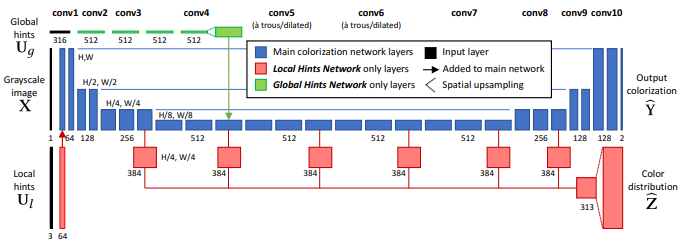 conv1 conv2 conv3 conv4 conv5 conv6 conv7 conv8 conv9 conv10
(à trous/dilated) (à trous/dilated)
Global
hints
U_g
316 512 512 512 512
H,W
Main colorization network layers
Local Hints Network only layers
Global Hints Network only layers
Input layer
Added to main network
Spatial upsampling
Grayscale
image
X
H/2, W/2
H/4, W/4
H/8, W/8
Output
colorization
Ŷ
1 64 128 256 512 512 512 512 256 128 128 2
Local
hints
U_l
H/4, W/4
384 384 384 384 384 384
313
128
Color
distribution
Ẑ
3 64